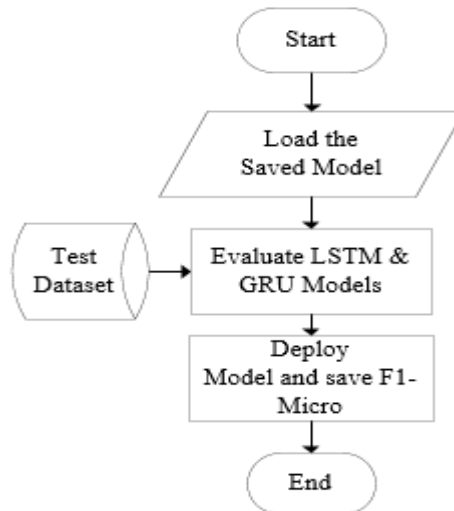 Start
Load the
Saved Model
Test
Dataset
Evaluate LSTM &
GRU Models
Deploy
Model and save F1-
Micro
End